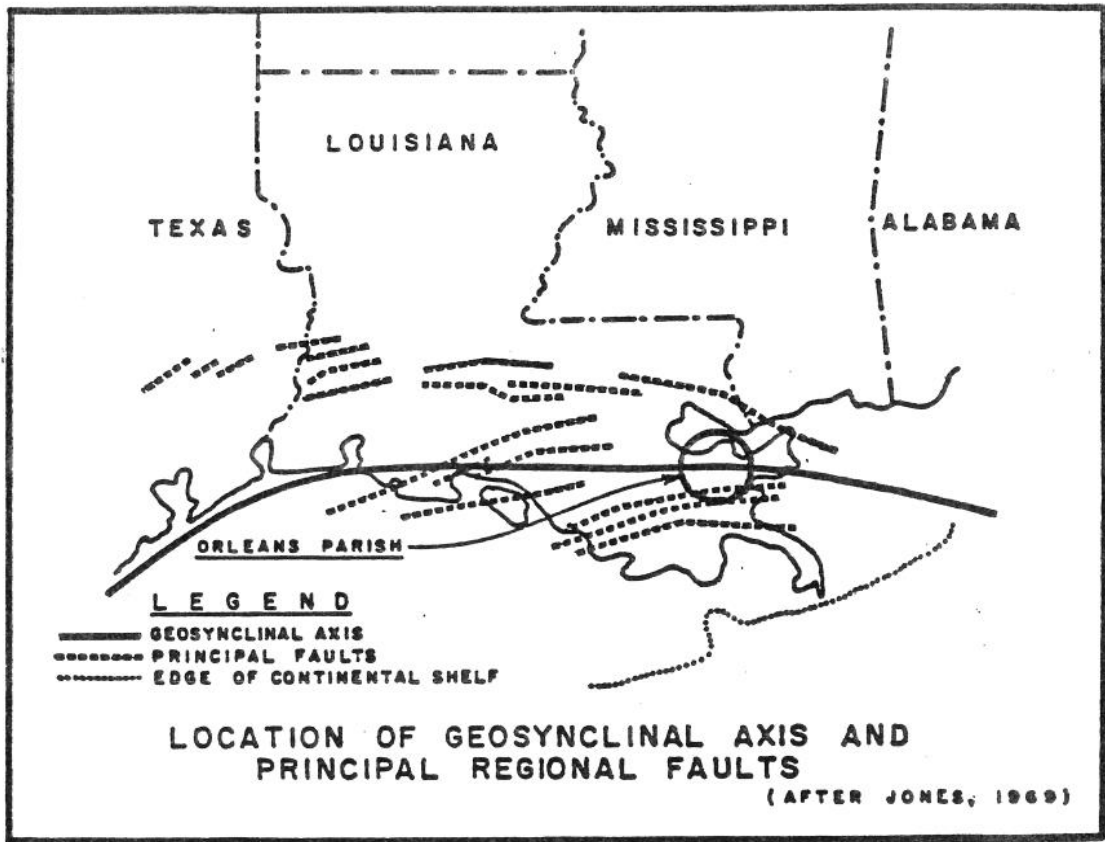 LOUISIANA
TEXAS
MISSISSIPPI
ALABAMA
ORLEANS PARISH
LEGEND
GEOSYNCLINAL AXIS
PRINCIPAL FAULTS
EDGE OF CONTINENTAL SHELF
LOCATION OF GEOSYNCLINAL AXIS AND
PRINCIPAL REGIONAL FAULTS
(AFTER JONES, 1969)